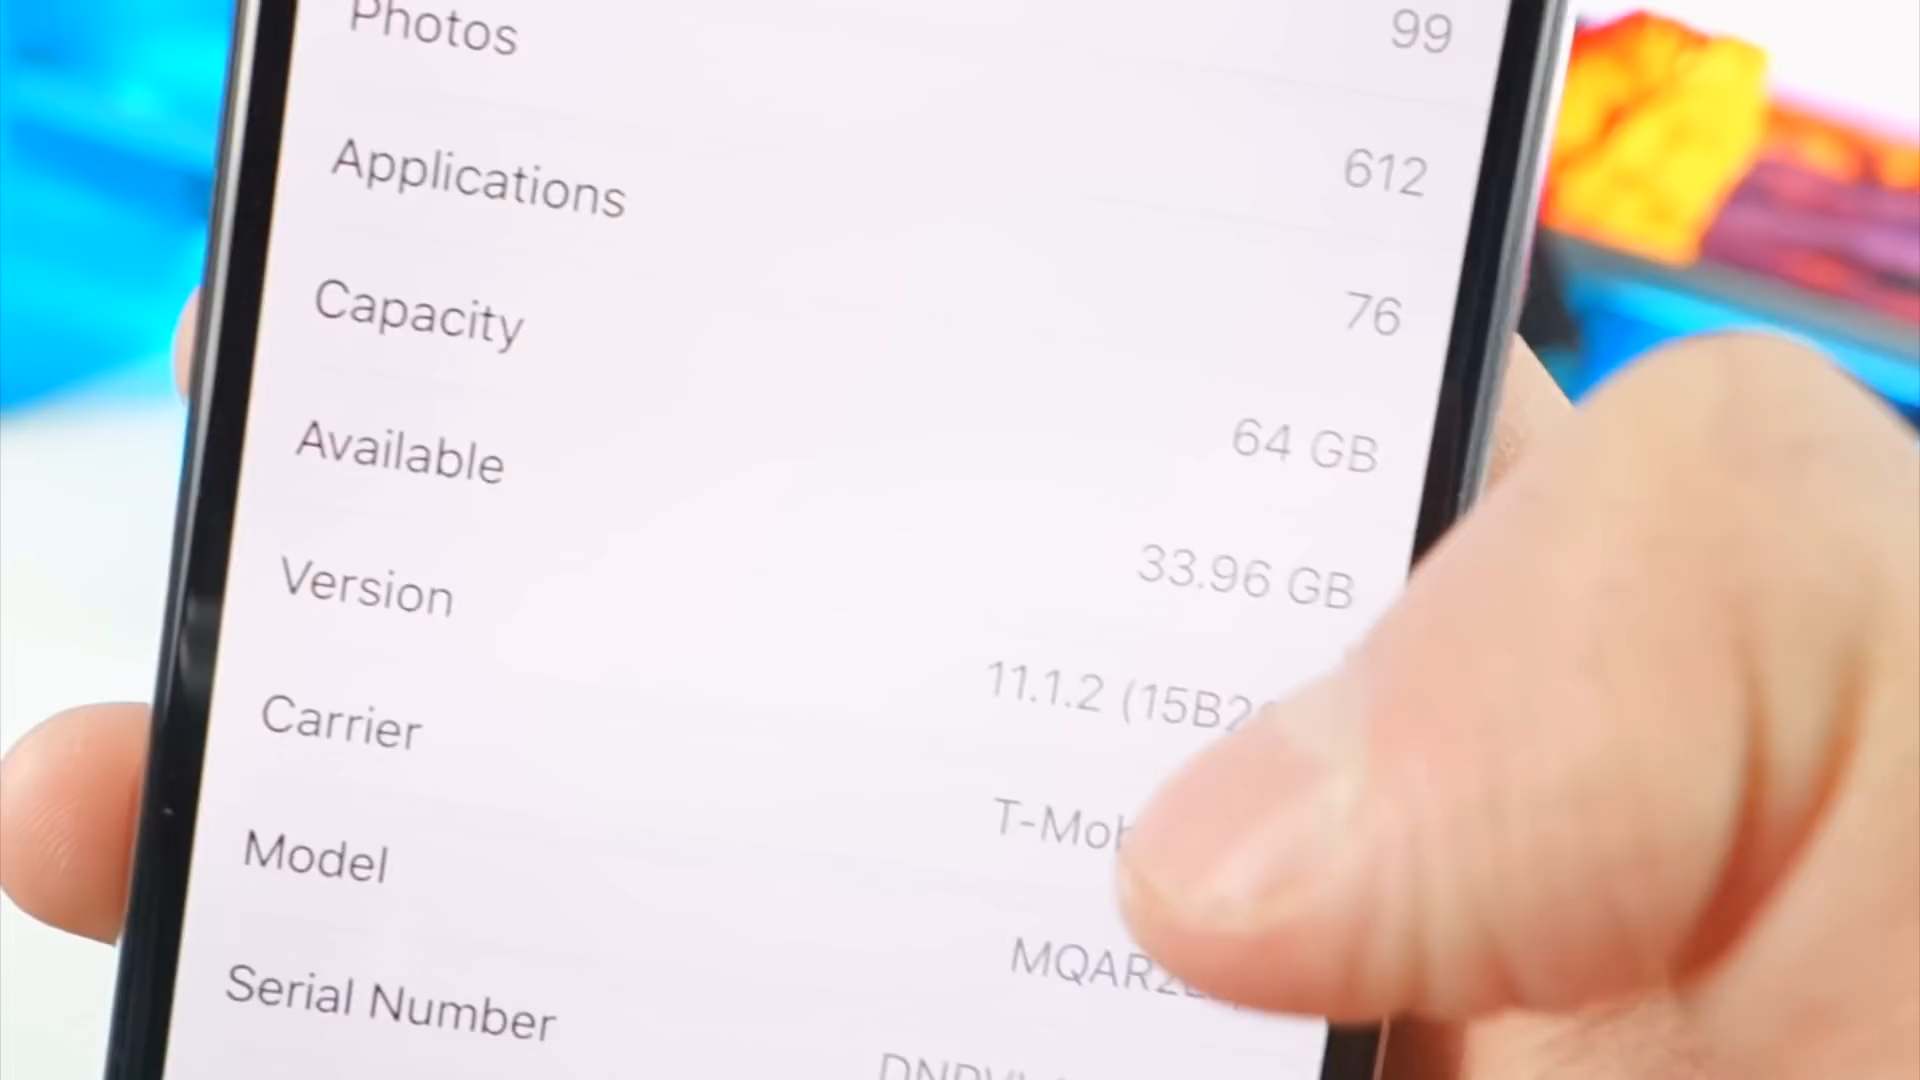 Photos 612
Applications 76
Capacity 64 GB
Available 33.96 GB
Version 11.1.2 (15B2
Carrier T-Mob
Model MQAR2
Serial Number
99